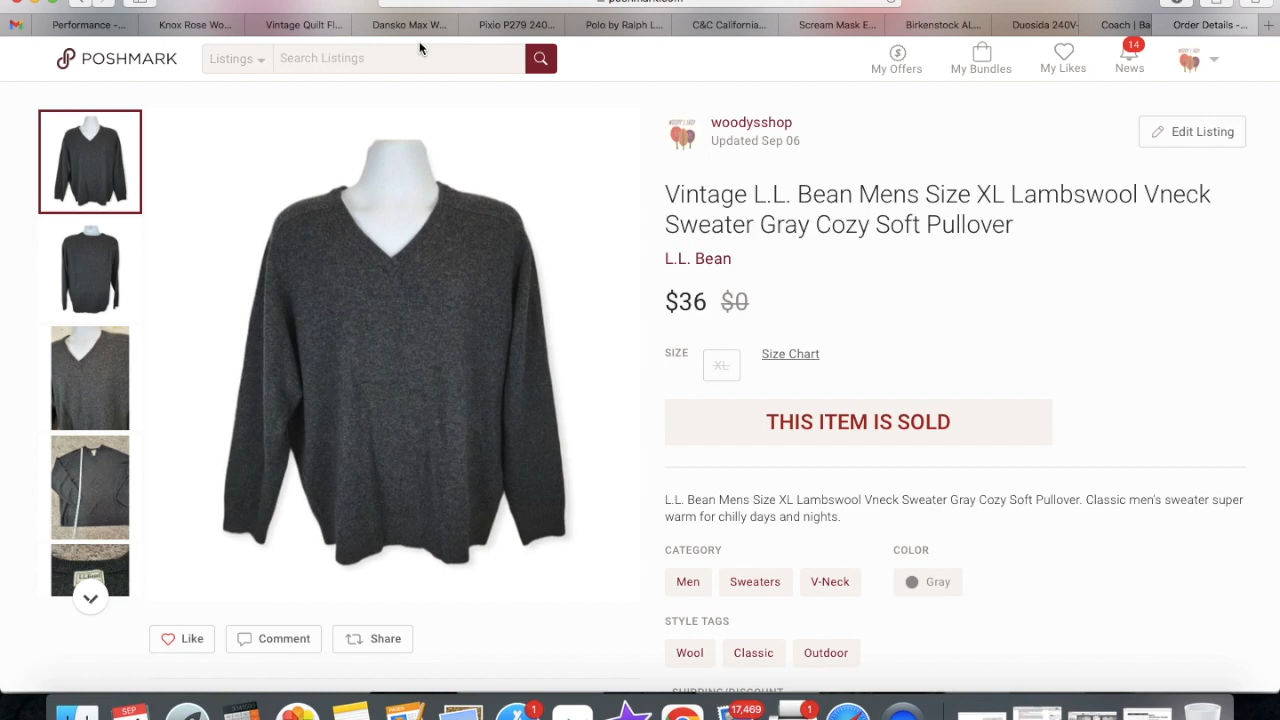 Performance -...
Knox Rose Wo...
Vintage Quilt Fl...
Dansko Max W...
Pixio P279 240...
Polo by Ralph L...
C&C California...
Scream Mask E...
Birkenstock AL...
Duosida 240V-
Coach | Ba
Order Details -...
POSHMARK
Listings
Search Listings
My Offers
My Bundles
My Likes
14
News
woodysshop
Updated Sep 06
Edit Listing
Vintage L.L. Bean Mens Size XL Lambswool Vneck
Sweater Gray Cozy Soft Pullover
L.L. Bean
$36 $0
SIZE
XL
Size Chart
THIS ITEM IS SOLD
L.L. Bean Mens Size XL Lambswool Vneck Sweater Gray Cozy Soft Pullover. Classic men's sweater super
warm for chilly days and nights.
CATEGORY
COLOR
Men
Sweaters
V-Neck
Gray
STYLE TAGS
Wool
Classic
Outdoor
SHIPPING/DISCOUNT
Like
Comment
Share
SEP
1
17,469
1